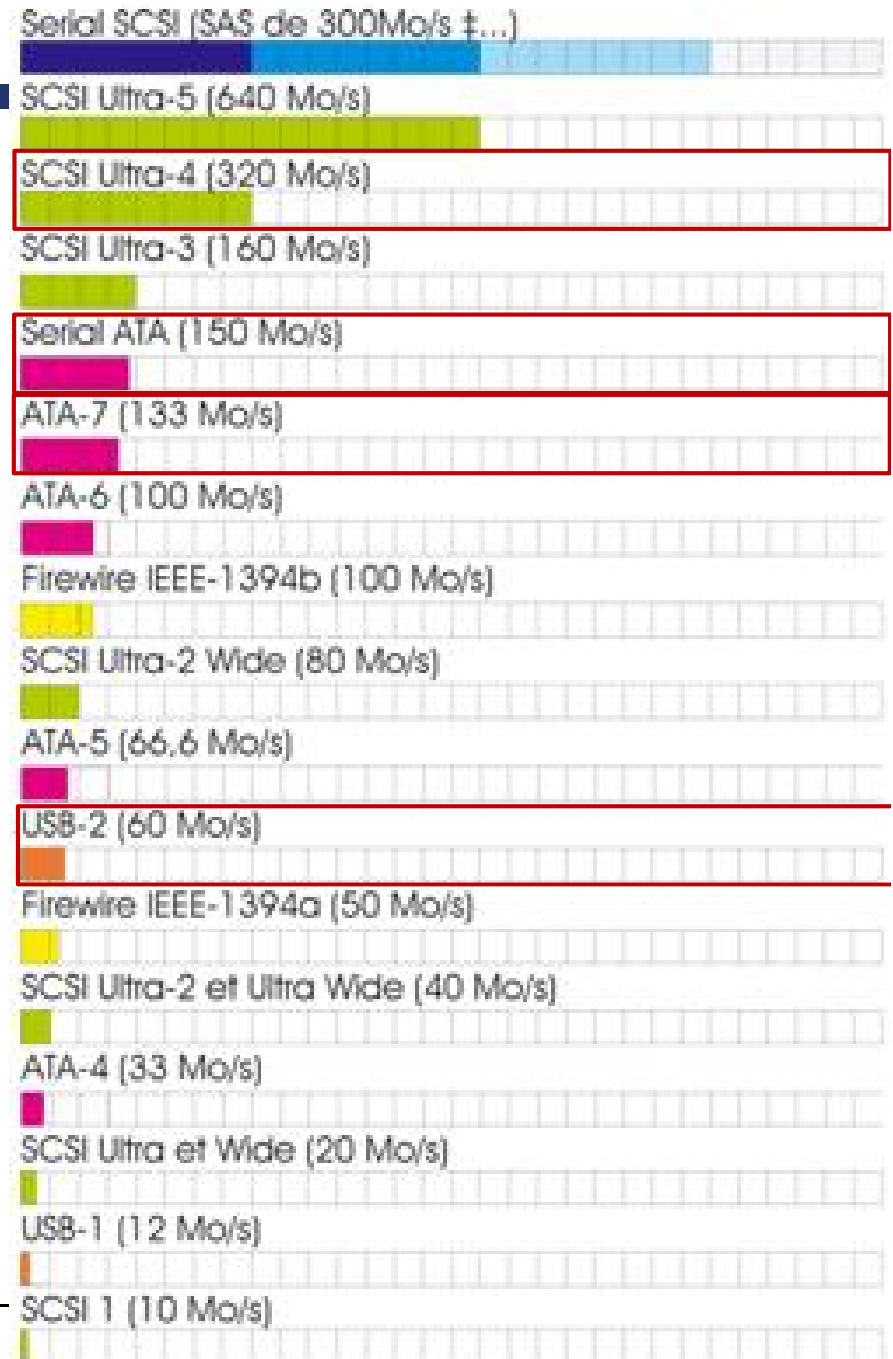 Serial SCSI (SAS de 300Mo/s ‡...)
SCSI Ultra-5 (640 Mo/s)
SCSI Ultra-4 (320 Mo/s)
SCSI Ultra-3 (160 Mo/s)
Serial ATA (150 Mo/s)
ATA-7 (133 Mo/s)
ATA-6 (100 Mo/s)
Firewire IEEE-1394b (100 Mo/s)
SCSI Ultra-2 Wide (80 Mo/s)
ATA-5 (66,6 Mo/s)
USB-2 (60 Mo/s)
Firewire IEEE-1394a (50 Mo/s)
SCSI Ultra-2 et Ultra Wide (40 Mo/s)
ATA-4 (33 Mo/s)
SCSI Ultra et Wide (20 Mo/s)
USB-1 (12 Mo/s)
SCSI 1 (10 Mo/s)